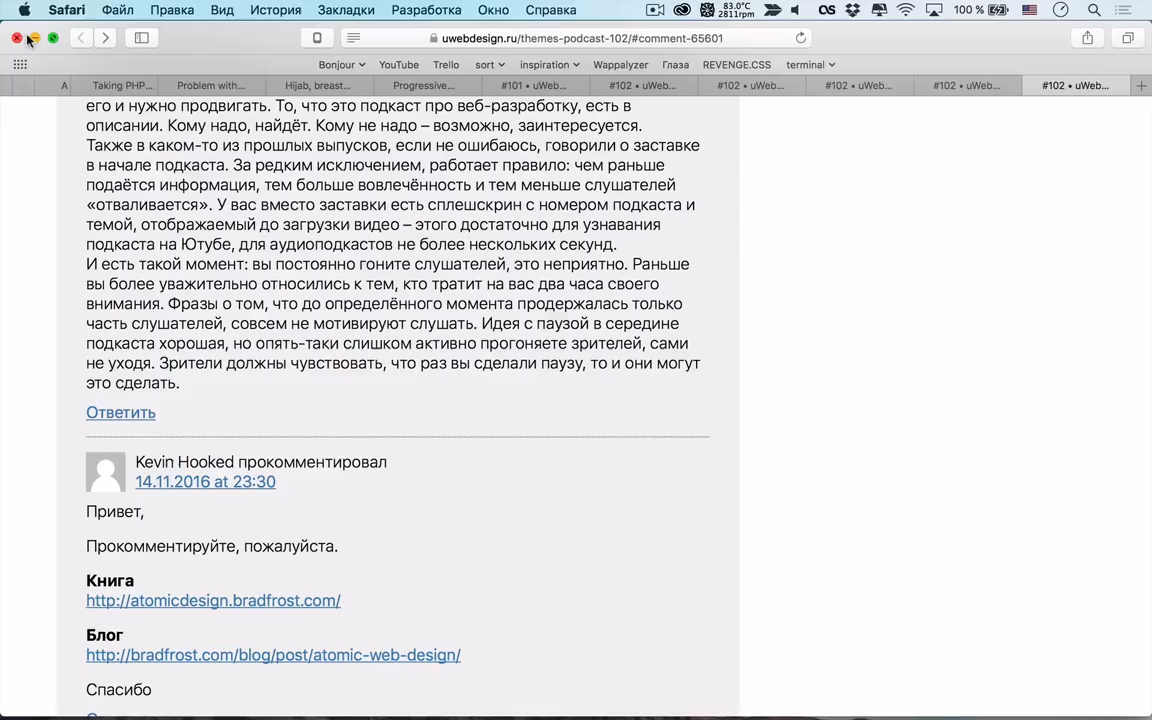 Safari Файл Правка Вид История Закладки Разработка Окно Справка 83.0°C 2811rpm 100 %
uwebdesign.ru/themes-podcast-102/#comment-65601
Bonjour YouTube Trello sort inspiration Wappalyzer Глаза REVENGE.CSS terminal
A Taking PHP... Problem with... Hijab, breast... Progressive... #101 • uWeb... #102 • uWeb... #102 • uWeb... #102 • uWeb... #102 • uWeb... #102 • uWeb...
его и нужно продвигать. То, что это подкаст про веб-разработку, есть в
описании. Кому надо, найдёт. Кому не надо – возможно, заинтересуется.
Также в каком-то из прошлых выпусков, если не ошибаюсь, говорили о заставке
в начале подкаста. За редким исключением, работает правило: чем раньше
подаётся информация, тем больше вовлечённость и тем меньше слушателей
«отваливается». У вас вместо заставки есть сплешскрин с номером подкаста и
темой, отображаемый до загрузки видео – этого достаточно для узнавания
подкаста на Ютубе, для аудиоподкастов не более нескольких секунд.
И есть такой момент: вы постоянно гоните слушателей, это неприятно. Раньше
вы более уважительно относились к тем, кто тратит на вас два часа своего
внимания. Фразы о том, что до определённого момента продержалась только
часть слушателей, совсем не мотивируют слушать. Идея с паузой в середине
подкаста хорошая, но опять-таки слишком активно прогоняете зрителей, сами
не уходя. Зрители должны чувствовать, что раз вы сделали паузу, то и они могут
это сделать.
Ответить
Kevin Hooked прокомментировал
14.11.2016 at 23:30
Привет,
Прокомментируйте, пожалуйста.
Книга
http://atomicdesign.bradfrost.com/
Блог
http://bradfrost.com/blog/post/atomic-web-design/
Спасибо